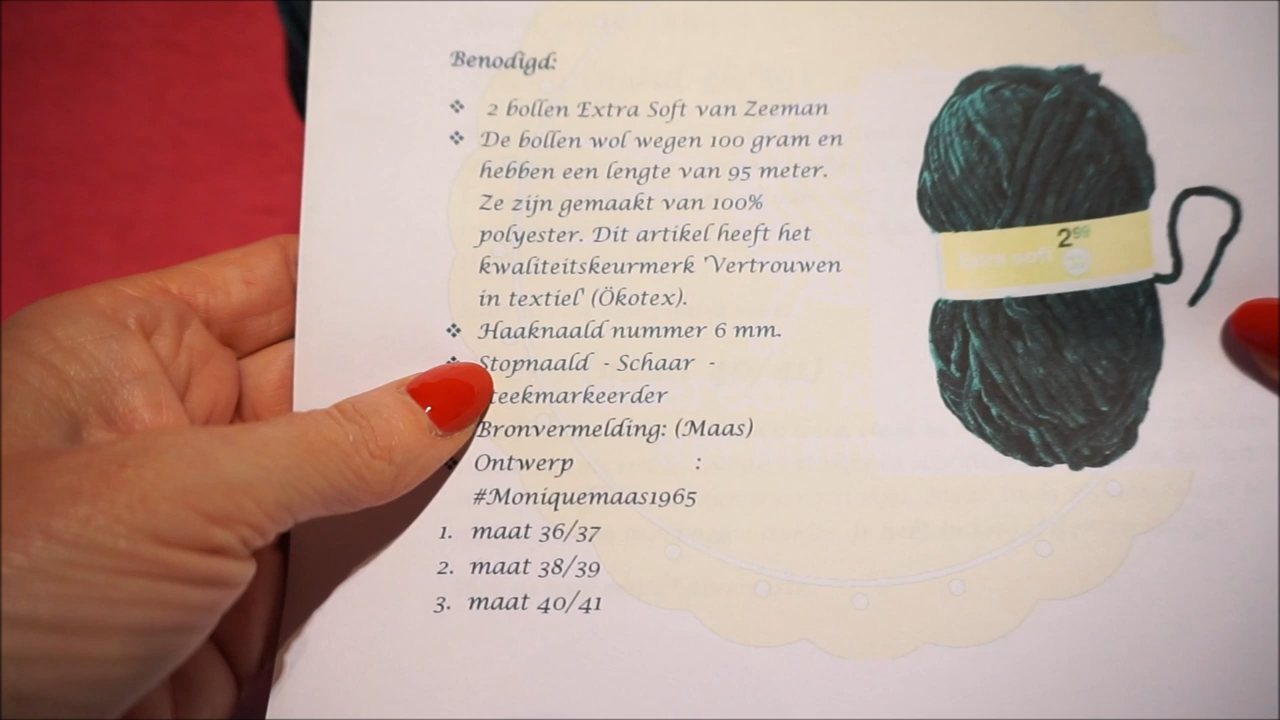 Benodigd:
❖ 2 bollen Extra Soft van Zeeman
❖ De bollen wol wegen 100 gram en
hebben een lengte van 95 meter.
Ze zijn gemaakt van 100%
polyester. Dit artikel heeft het
kwaliteitskeurmerk 'Vertrouwen
in textiel' (Ökotex).
❖ Haaknaald nummer 6 mm.
❖ Stopnaald - Schaar -
teekmarkeerder
Bronvermelding: (Maas)
❖ Ontwerp :
#Moniquemaas1965
1. maat 36/37
2. maat 38/39
3. maat 40/41
Extra soft 2⁹⁹